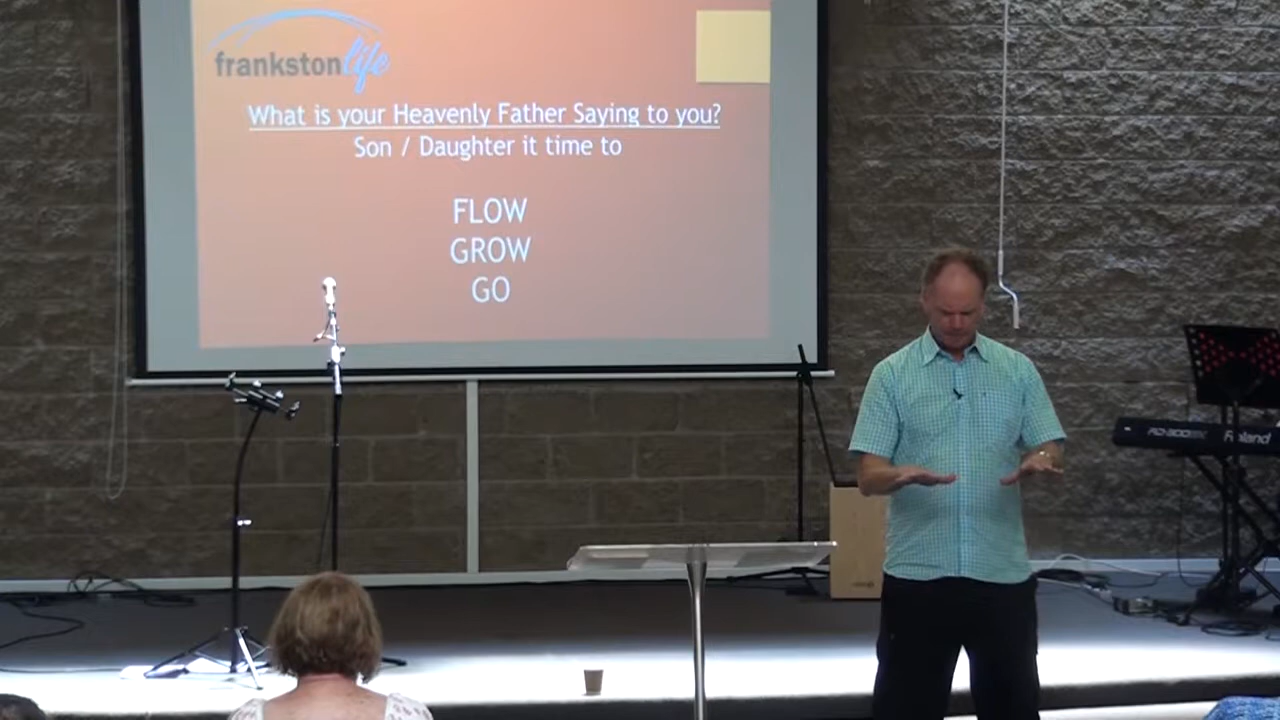 frankstonlife
What is your Heavenly Father Saying to you?
Son / Daughter it time to
FLOW
GROW
GO
Roland